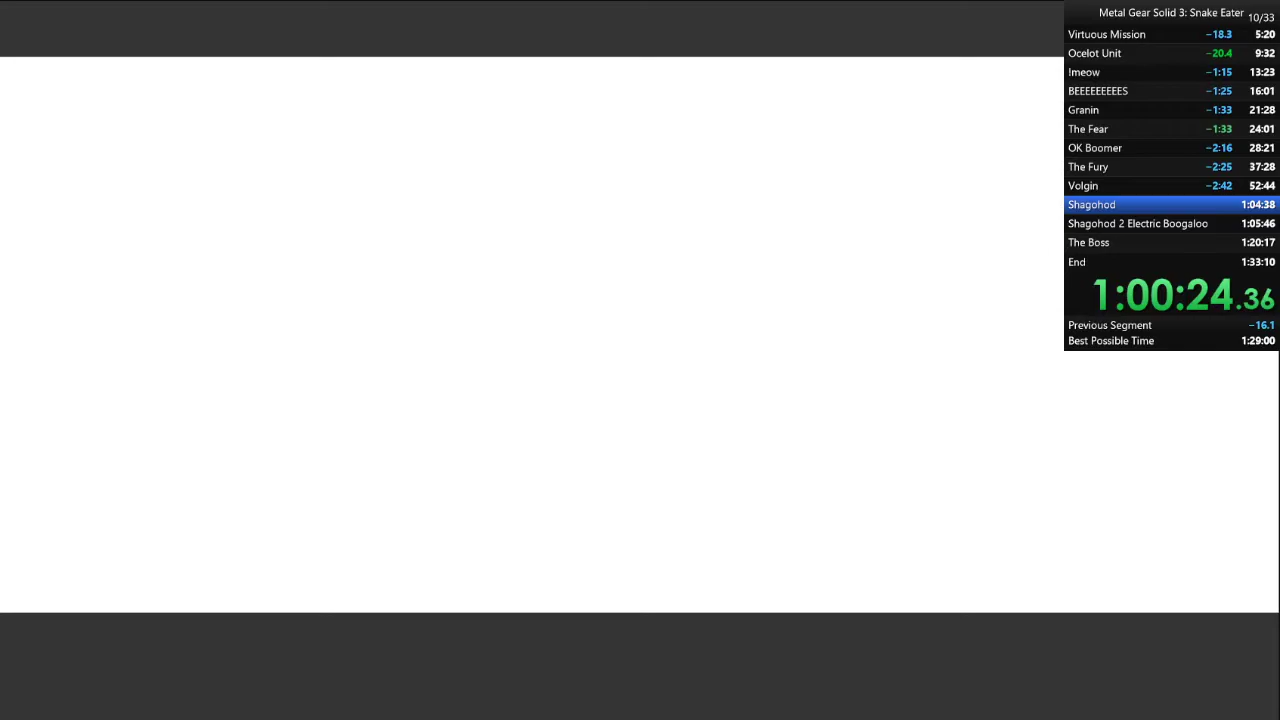 Metal Gear Solid 3: Snake Eater 10/33
Virtuous Mission -18.3 5:20
Ocelot Unit -20.4 9:32
!meow -1:15 13:23
BEEEEEEEEES -1:25 16:01
Granin -1:33 21:28
The Fear -1:33 24:01
OK Boomer -2:16 28:21
The Fury -2:25 37:28
Volgin -2:42 52:44
Shagohod 1:04:38
Shagohod 2 Electric Boogaloo 1:05:46
The Boss 1:20:17
End 1:33:10
1:00:24.36
Previous Segment -16.1
Best Possible Time 1:29:00